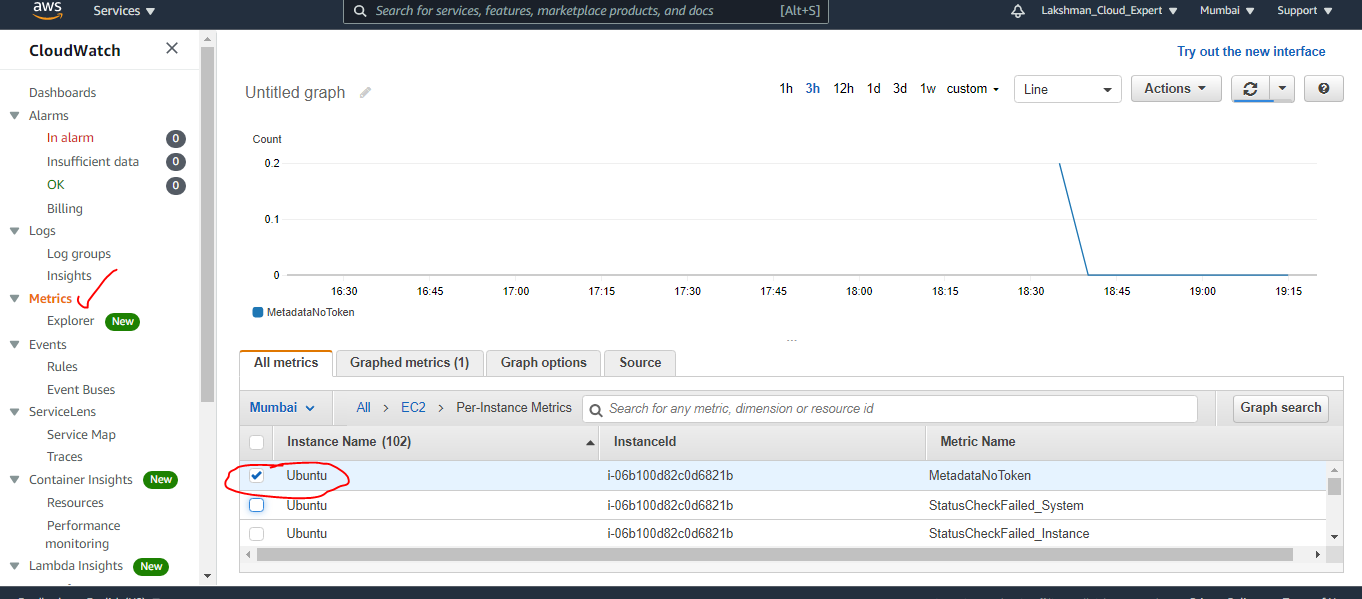 aws Services Search for services, features, marketplace products, and docs [Alt+S] Lakshman_Cloud_Expert Mumbai Support
CloudWatch
Dashboards
Alarms
In alarm 0
Insufficient data 0
OK 0
Billing
Logs
Log groups
Insights
Metrics
Explorer New
Events
Rules
Event Buses
ServiceLens
Service Map
Traces
Container Insights New
Resources
Performance
monitoring
Lambda Insights New
Try out the new interface
Untitled graph 1h 3h 12h 1d 3d 1w custom Line Actions
Count
0.2
0.1
0
16:30 16:45 17:00 17:15 17:30 17:45 18:00 18:15 18:30 18:45 19:00 19:15
MetadataNoToken
All metrics Graphed metrics (1) Graph options Source
Mumbai All > EC2 > Per-Instance Metrics Search for any metric, dimension or resource id Graph search
Instance Name (102) InstanceId Metric Name
Ubuntu i-06b100d82c0d6821b MetadataNoToken
Ubuntu i-06b100d82c0d6821b StatusCheckFailed_System
Ubuntu i-06b100d82c0d6821b StatusCheckFailed_Instance